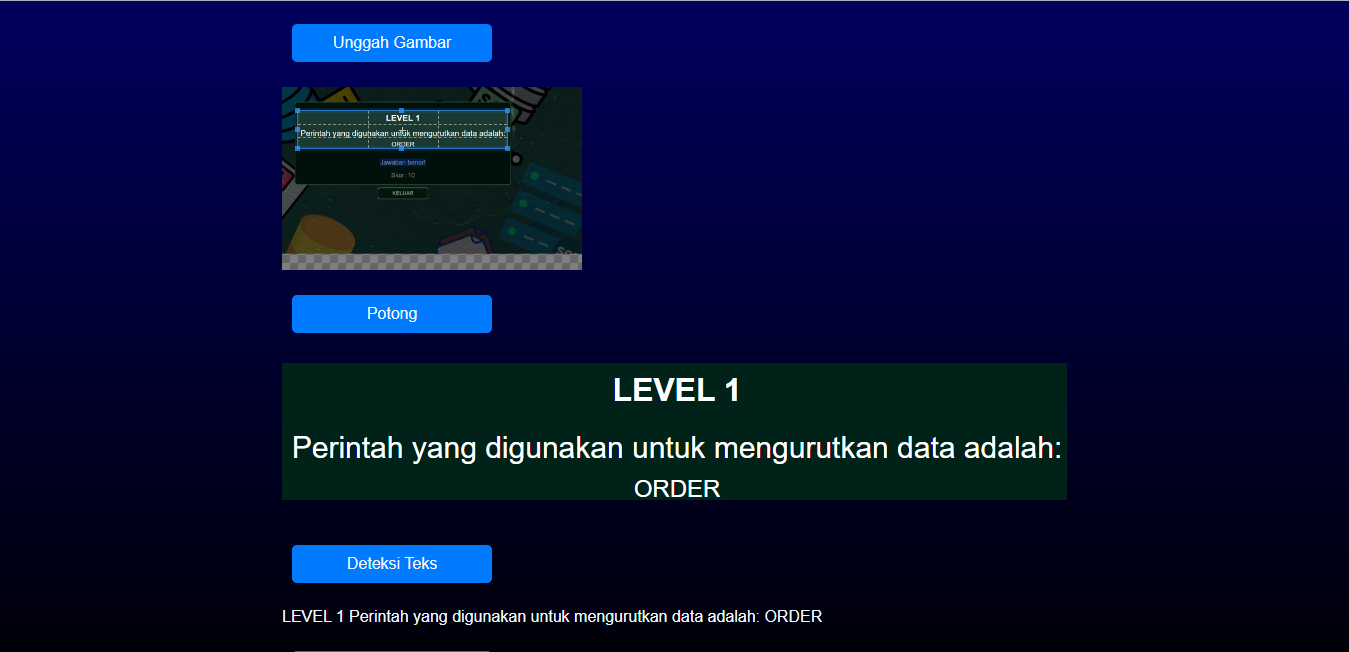 Unggah Gambar
LEVEL 1
Perintah yang digunakan untuk mengurutkan data adalah:
ORDER
Jawaban benar!
Skor: 10
KELUAR
Potong
LEVEL 1
Perintah yang digunakan untuk mengurutkan data adalah:
ORDER
Deteksi Teks
LEVEL 1 Perintah yang digunakan untuk mengurutkan data adalah: ORDER